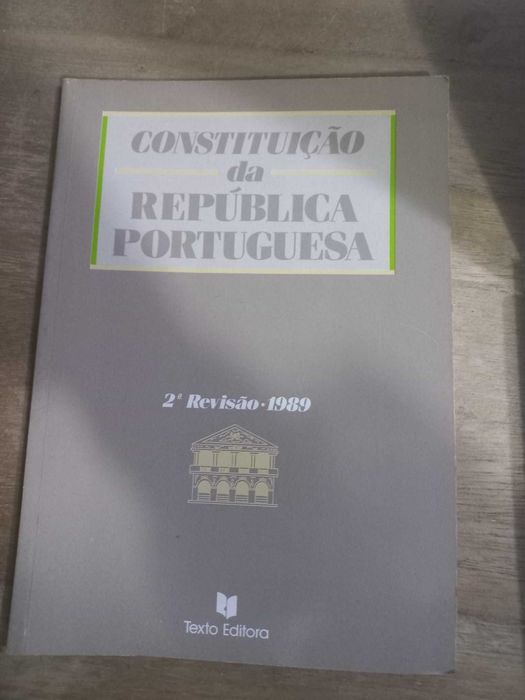 CONSTITUIÇÃO
da
REPÚBLICA
PORTUGUESA
2ª Revisão • 1989
Texto Editora